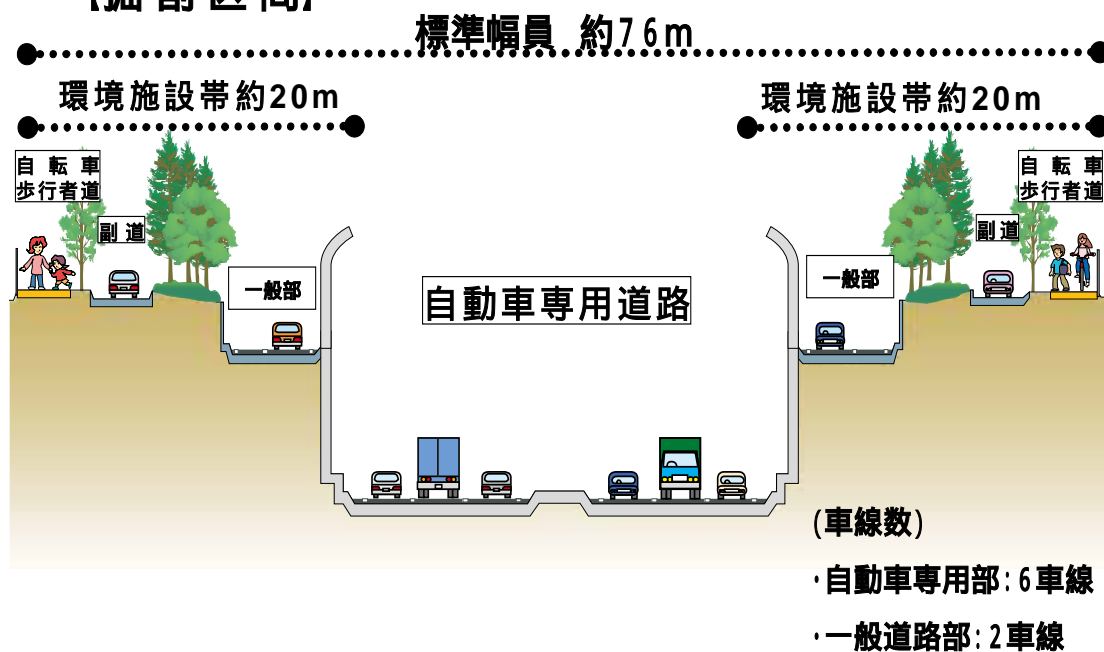 【掘割区間】
標準幅員 約76m
環境施設帯約20m
環境施設帯約20m
自転車
歩行者道
副道
一般部
自動車専用道路
一般部
副道
自転車
歩行者道
(車線数)
・自動車専用部:6車線
・一般道路部:2車線